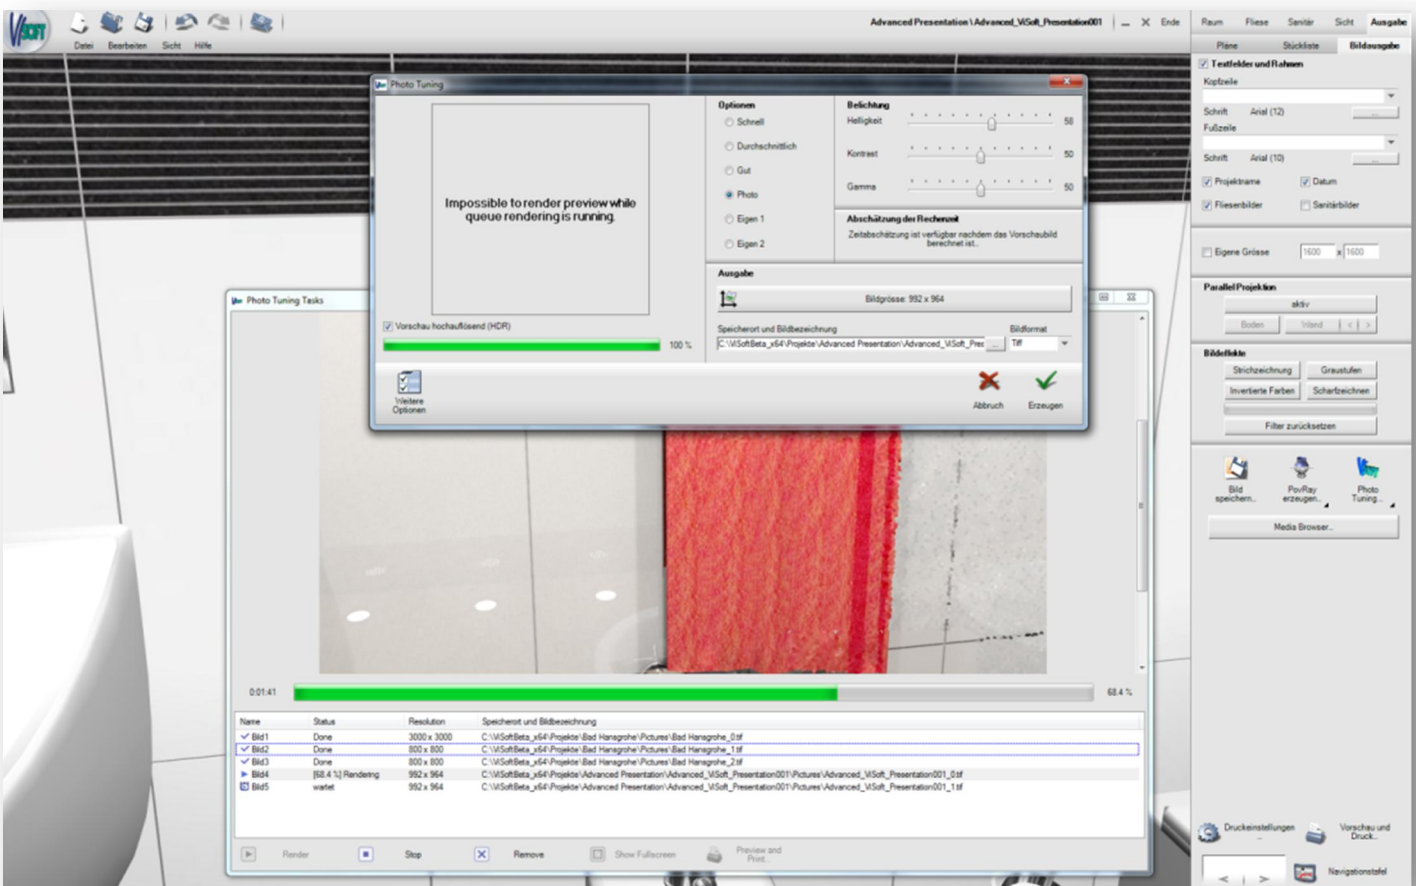 ViSOFT
Datei Bearbeiten Sicht Hilfe
Advanced Presentation \ Advanced_ViSoft_Presentation001
Ende
Raum Fliese Sanitär Sicht Ausgabe
Pläne Stückliste Bildausgabe
Textfelder und Rahmen
Kopfzeile
Schrift Arial (12) ...
Fußzeile
Schrift Arial (10) ...
Projektname Datum
Fliesenbilder Sanitärbilder
Eigene Grösse 1600 x 1600
Parallel Projektion
aktiv
Boden Wand < | >
Bildeffekte
Strichzeichnung Graustufen
Invertierte Farben Scharfzeichnen
Filter zurücksetzen
Bild speichern..
PovRay erzeugen..
Photo Tuning...
Media Browser..
Druckeinstellungen ..
Vorschau und Druck..
< | >
Navigationstafel
Photo Tuning
Impossible to render preview while
queue rendering is running.
Vorschau hochauflösend (HDR)
100 %
Weitere
Optionen
Optionen
Schnell
Durchschnittlich
Gut
Photo
Eigen 1
Eigen 2
Belichtung
Helligkeit 58
Kontrast 50
Gamma 50
Abschätzung der Rechenzeit
Zeitabschätzung ist verfügbar nachdem das Vorschaubild
berechnet ist..
Ausgabe
Bildgrösse: 992 x 964
Speicherort und Bildbezeichnung Bildformat
C:\ViSoftBeta_x64\Projekte\Advanced Presentation\Advanced_ViSoft_Pres ... Tiff
Abbruch Erzeugen
Photo Tuning Tasks
0:01:41 68.4 %
Name Status Resolution Speicherort und Bildbezeichnung
Bild1 Done 3000 x 3000 C:\ViSoftBeta_x64\Projekte\Bad Hansgrohe\Pictures\Bad Hansgrohe_0.tif
Bild2 Done 800 x 800 C:\ViSoftBeta_x64\Projekte\Bad Hansgrohe\Pictures\Bad Hansgrohe_1.tif
Bild3 Done 800 x 800 C:\ViSoftBeta_x64\Projekte\Bad Hansgrohe\Pictures\Bad Hansgrohe_2.tif
Bild4 [68.4 %] Rendering 992 x 964 C:\ViSoftBeta_x64\Projekte\Advanced Presentation\Advanced_ViSoft_Presentation001\Pictures\Advanced_ViSoft_Presentation001_0.tif
Bild5 wartet 992 x 964 C:\ViSoftBeta_x64\Projekte\Advanced Presentation\Advanced_ViSoft_Presentation001\Pictures\Advanced_ViSoft_Presentation001_1.tif
Render Stop Remove Show Fullscreen Preview and
Print...